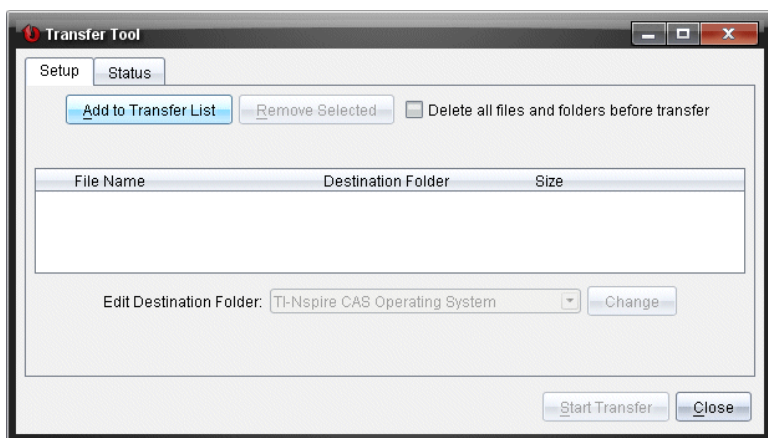 Transfer Tool
Setup Status
Add to Transfer List Remove Selected Delete all files and folders before transfer
File Name Destination Folder Size
Edit Destination Folder: TI-Nspire CAS Operating System Change
Start Transfer Close